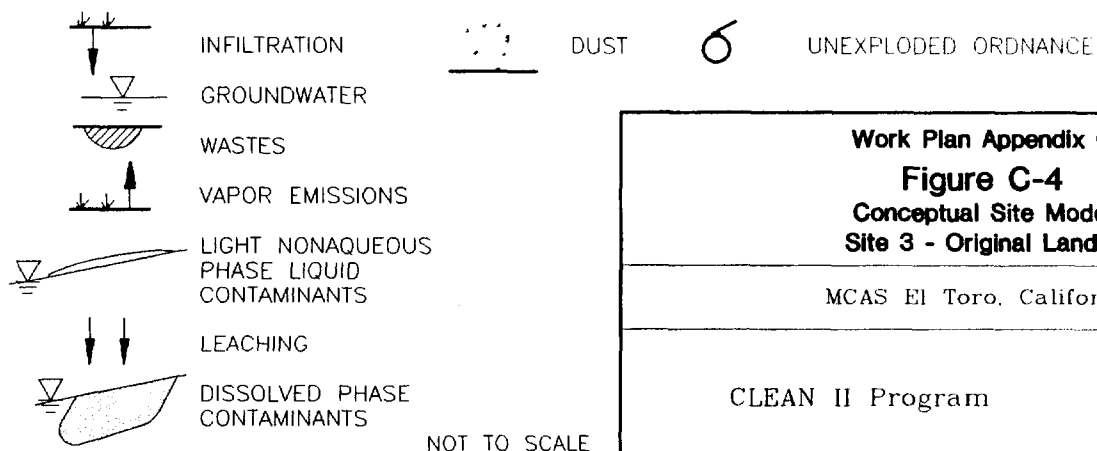 INFILTRATION
DUST
UNEXPLODED ORDNANCE
GROUNDWATER
WASTES
VAPOR EMISSIONS
LIGHT NONAQUEOUS
PHASE LIQUID
CONTAMINANTS
LEACHING
DISSOLVED PHASE
CONTAMINANTS
NOT TO SCALE
Work Plan Appendix
Figure C-4
Conceptual Site Mode
Site 3 - Original Land
MCAS El Toro, Califor
CLEAN II Program